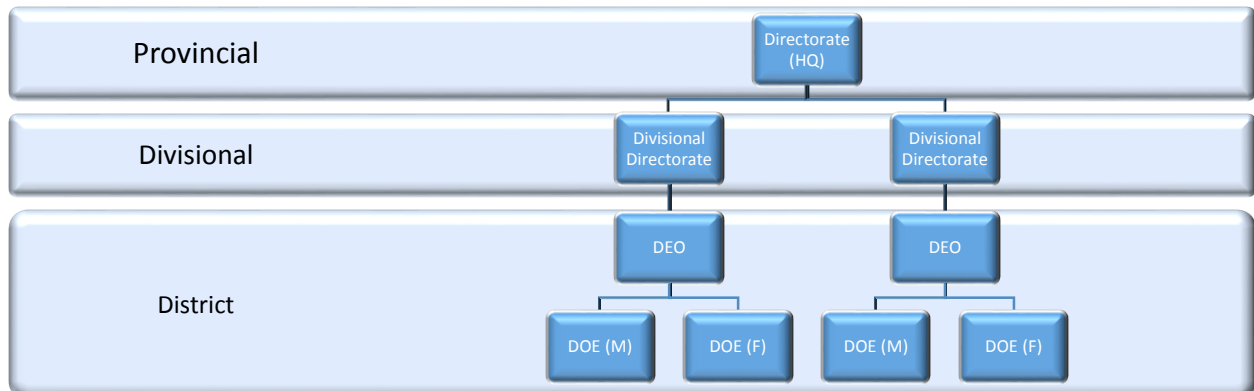 Provincial
Directorate
(HQ)
Divisional
Divisional
Directorate
Divisional
Directorate
District
DEO
DEO
DOE (M)
DOE (F)
DOE (M)
DOE (F)